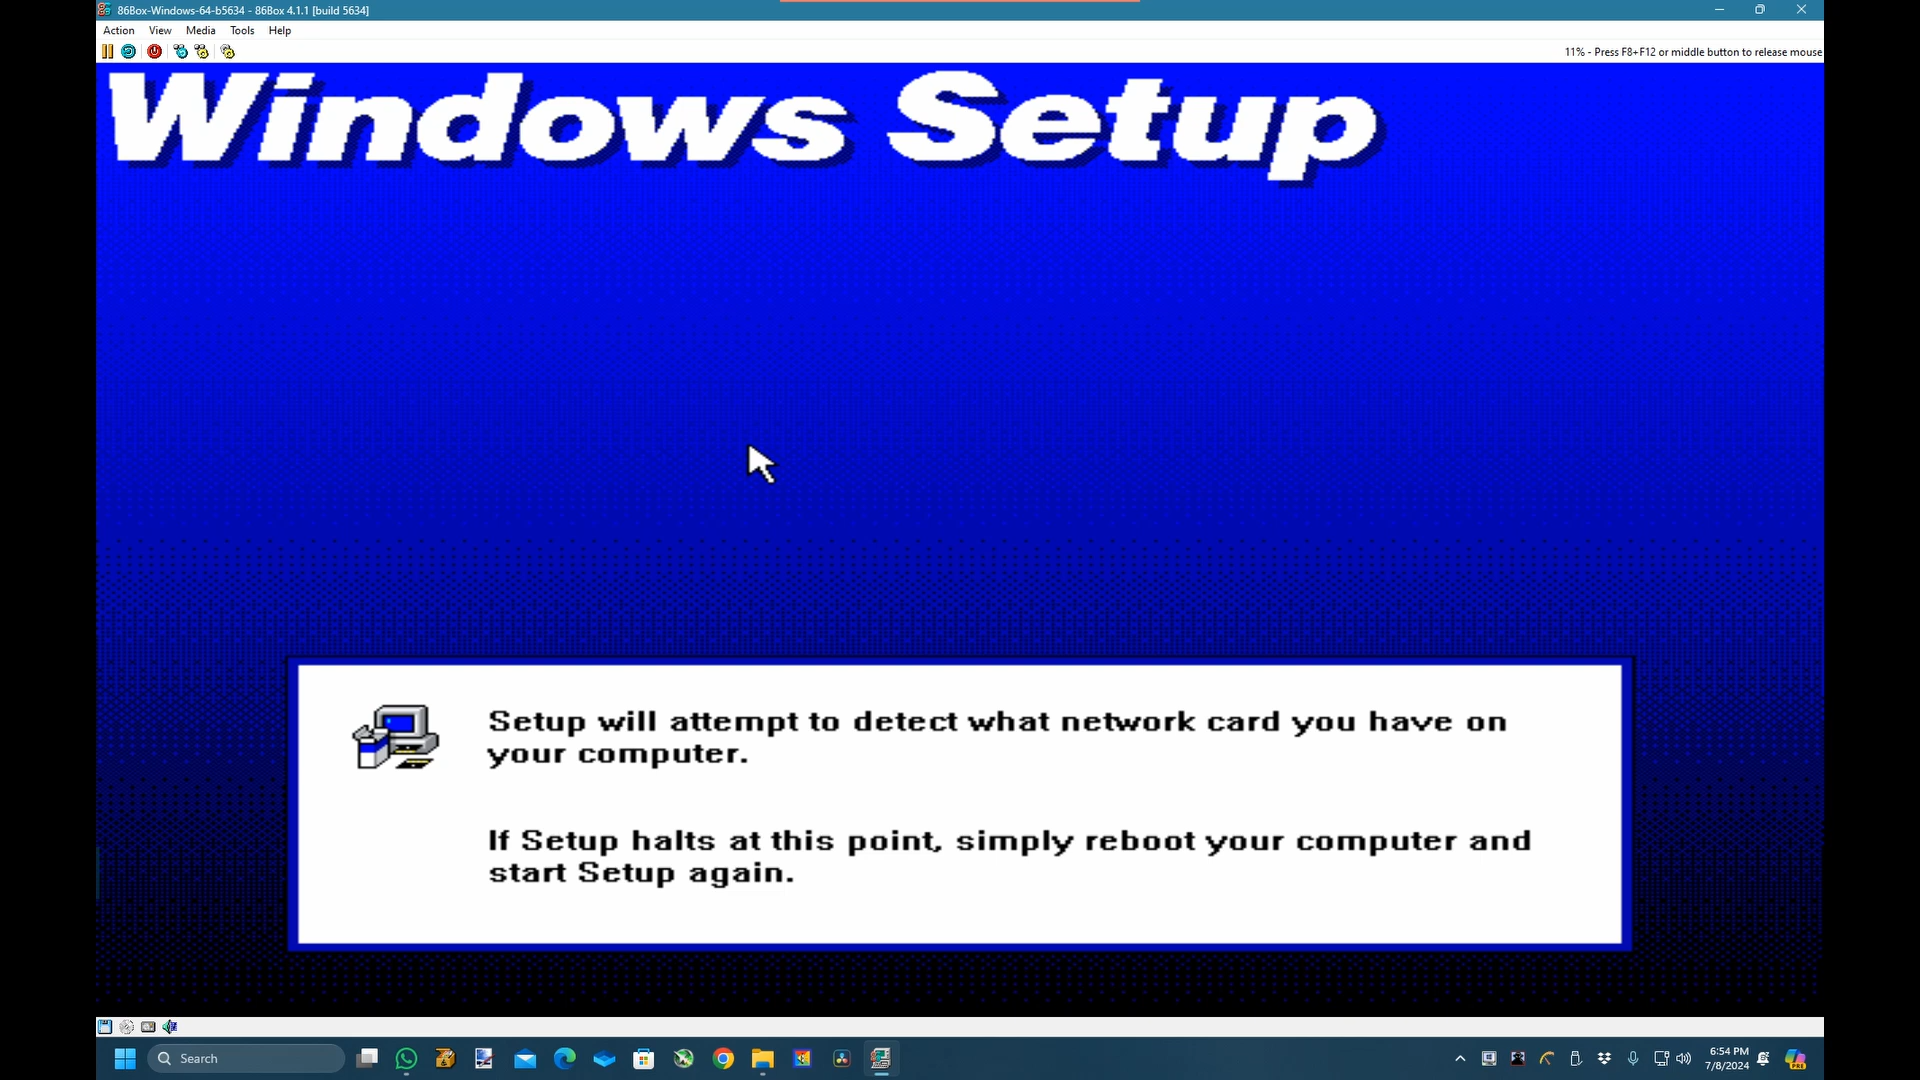 86Box-Windows-64-b5634 - 86Box 4.1.1 [build 5634]
Action View Media Tools Help
11% - Press F8+F12 or middle button to release mouse
Windows Setup
Setup will attempt to detect what network card you have on
your computer.
If Setup halts at this point, simply reboot your computer and
start Setup again.
Search
6:54 PM
7/8/2024
PRE